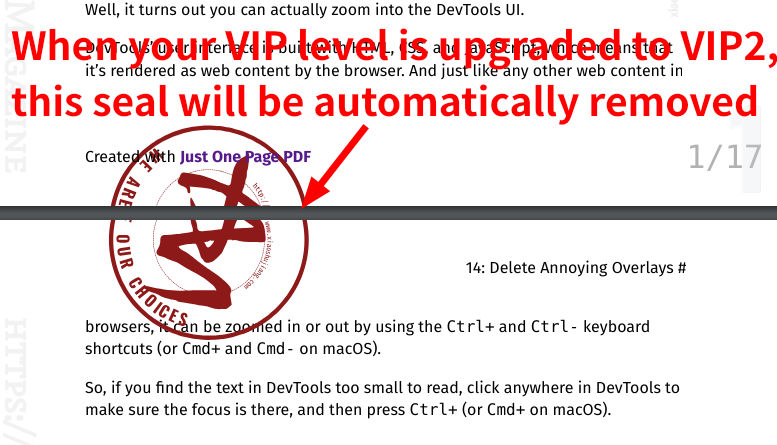 Well, it turns out you can actually zoom into the DevTools UI.
When your VIP level is upgraded to VIP2,
DevTools' user interface is built with HTML, CSS, and JavaScript, which means that
it's rendered as web content by the browser. And just like any other web content in
this seal will be automatically removed
Created with Just One Page PDF
1/17
MAGAZINE
WE ARE OUR CHOICES
http://www.xiaoshujiang.com
14: Delete Annoying Overlays #
browsers, it can be zoomed in or out by using the Ctrl+ and Ctrl- keyboard
shortcuts (or Cmd+ and Cmd- on macOS).
HTTPS://
So, if you find the text in DevTools too small to read, click anywhere in DevTools to
make sure the focus is there, and then press Ctrl+ (or Cmd+ on macOS).